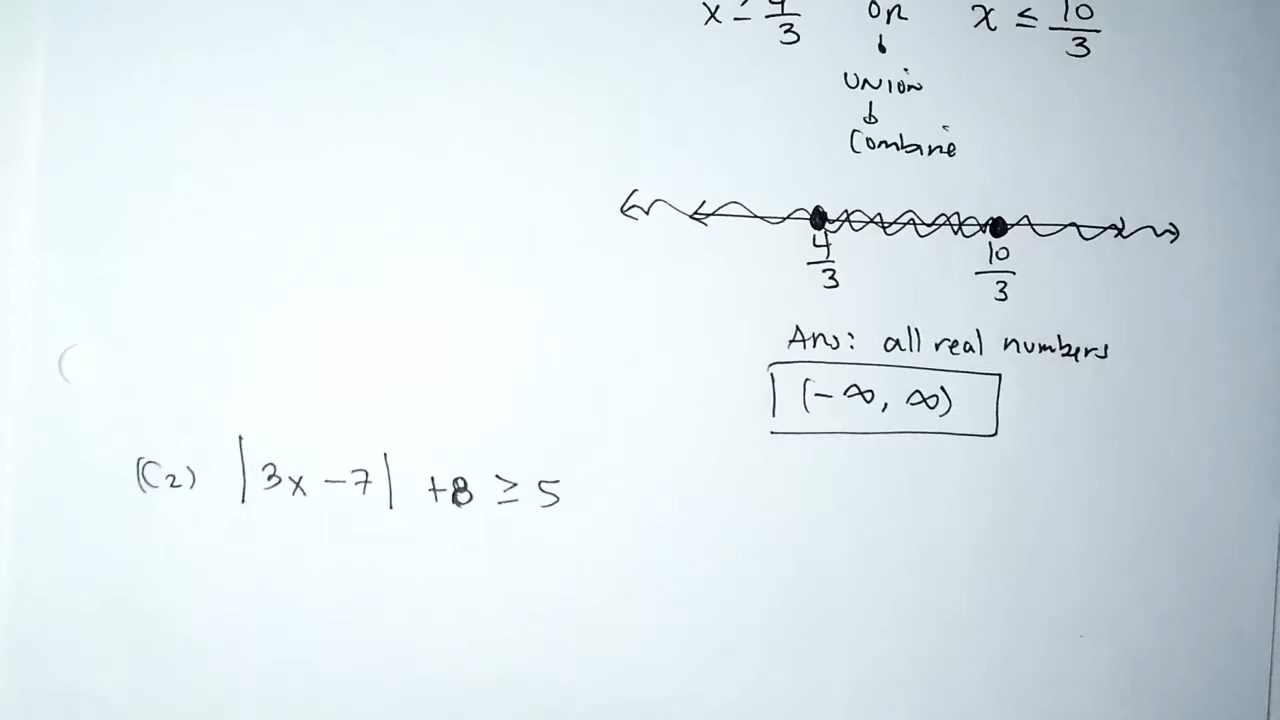 x ≥ 4/3 or x ≤ 10/3
union
combine
4/3 10/3
Ans: all real numbers
(-∞, ∞)
(C2) |3x - 7| + 8 ≥ 5